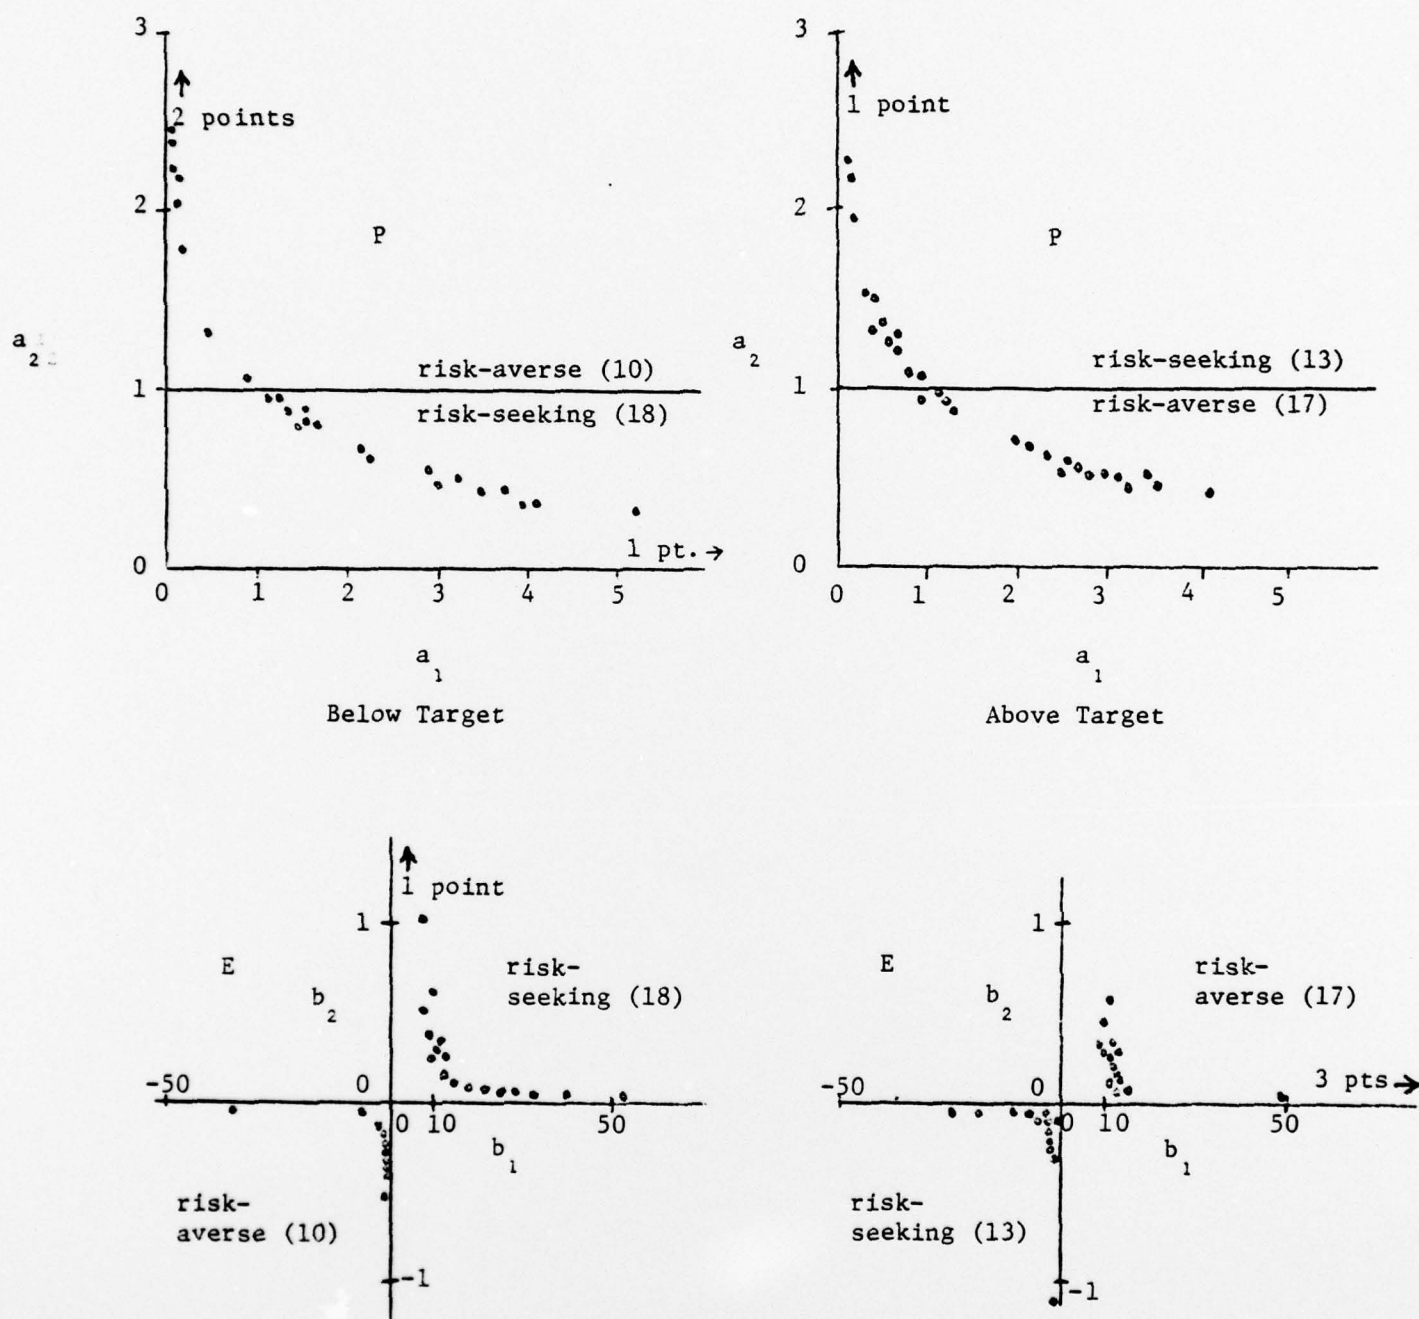 3
2 points
2
P
a
2
risk-averse (10)
1
risk-seeking (18)
1 pt. →
0
0 1 2 3 4 5
a
1
Below Target
3
1 point
2
P
a
2
risk-seeking (13)
1
risk-averse (17)
0
0 1 2 3 4 5
a
1
Above Target
1 point
1
E
risk-
seeking (18)
b
2
-50
0
0 10 50
b
1
risk-
averse (10)
-1
1
E
risk-
averse (17)
b
2
-50
0
3 pts →
0 10 50
b
1
risk-
seeking (13)
-1